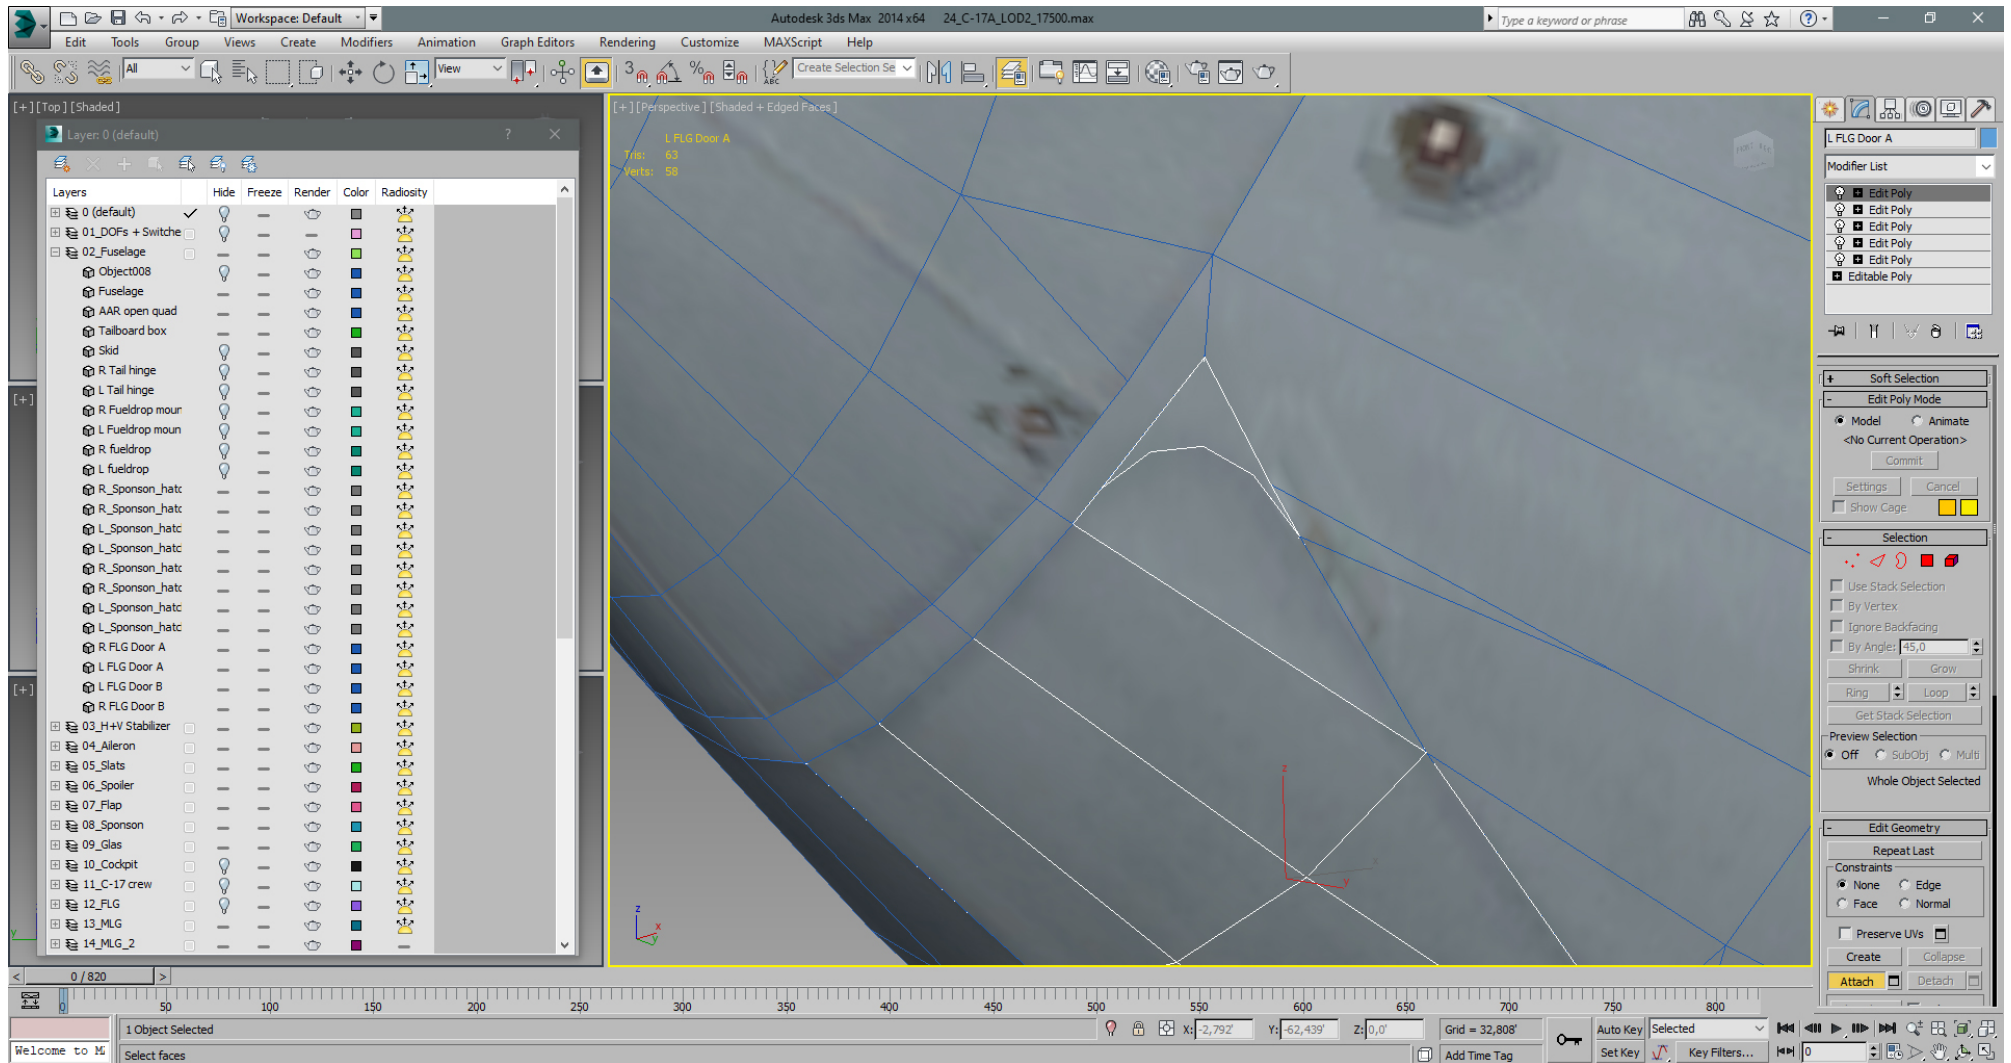 Workspace: Default
Autodesk 3ds Max 2014 x64 24_C-17A_LOD2_17500.max
Type a keyword or phrase
Edit Tools Group Views Create Modifiers Animation Graph Editors Rendering Customize MAXScript Help
All
View
3
%
ABC
Create Selection Se
[+][Top][Shaded]
Layer: 0 (default)
? ×
Layers Hide Freeze Render Color Radiosity
0 (default)
01_DOFs + Switche
02_Fuselage
Object008
Fuselage
AAR open quad
Tailboard box
Skid
R Tail hinge
L Tail hinge
R Fueldrop moun
L Fueldrop moun
R fueldrop
L fueldrop
R_Sponson_hatc
R_Sponson_hatc
L_Sponson_hatc
L_Sponson_hatc
R_Sponson_hatc
R_Sponson_hatc
L_Sponson_hatc
L_Sponson_hatc
R FLG Door A
L FLG Door A
L FLG Door B
R FLG Door B
03_H+V Stabilizer
04_Aileron
05_Slats
06_Spoiler
07_Flap
08_Sponson
09_Glas
10_Cockpit
11_C-17 crew
12_FLG
13_MLG
14_MLG_2
[+]
[+]
y
[+][Perspective][Shaded + Edged Faces]
L FLG Door A
Tris: 63
Verts: 58
z
x
y
z
x
y
L FLG Door A
Modifier List
Edit Poly
Edit Poly
Edit Poly
Edit Poly
Edit Poly
Editable Poly
+ Soft Selection
- Edit Poly Mode
Model Animate
<No Current Operation>
Commit
Settings Cancel
Show Cage
- Selection
Use Stack Selection
By Vertex
Ignore Backfacing
By Angle: 45,0
Shrink Grow
Ring Loop
Get Stack Selection
Preview Selection
Off SubObj Multi
Whole Object Selected
- Edit Geometry
Repeat Last
Constraints
None Edge
Face Normal
Preserve UVs
Create Collapse
Attach Detach
< 0 / 820 >
0 50 100 150 200 250 300 350 400 450 500 550 600 650 700 750 800
1 Object Selected
X: -2,792' Y: -62,439' Z: 0,0' Grid = 32,808'
Auto Key Selected
Welcome to M
Select faces
Add Time Tag
Set Key Key Filters... 0